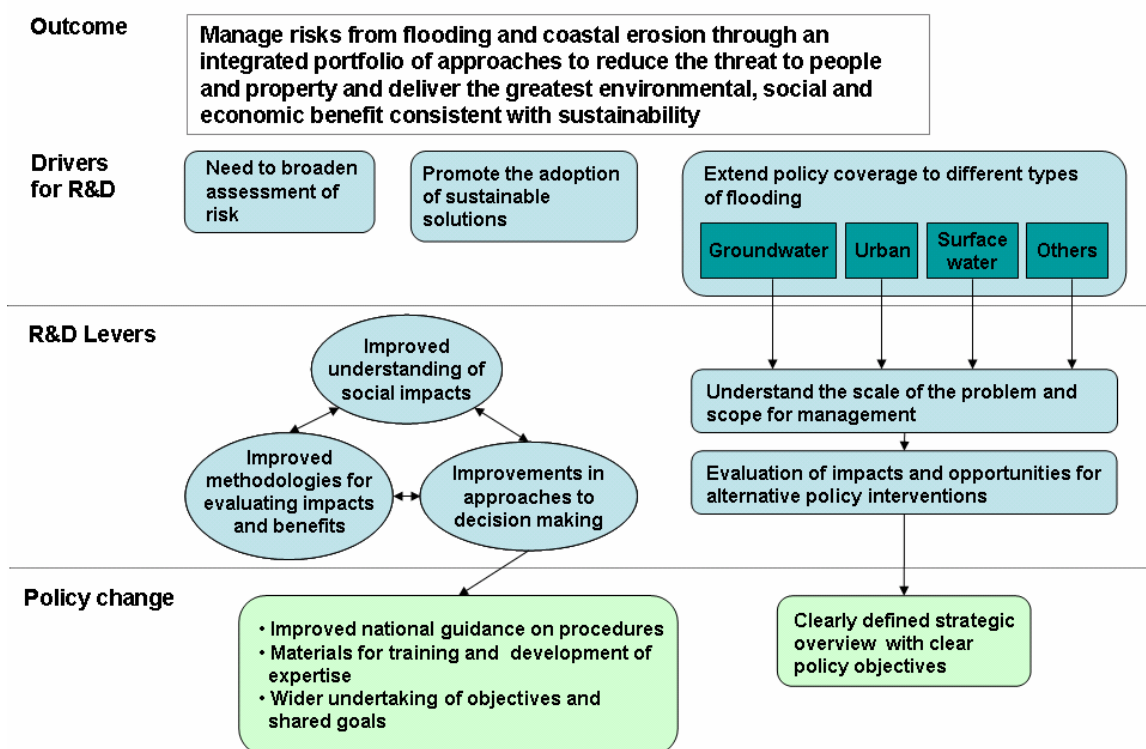 Outcome
Manage risks from flooding and coastal erosion through an
integrated portfolio of approaches to reduce the threat to people
and property and deliver the greatest environmental, social and
economic benefit consistent with sustainability
Drivers
for R&D
Need to broaden
assessment of
risk
Promote the adoption
of sustainable
solutions
Extend policy coverage to different types
of flooding
Groundwater
Urban
Surface
water
Others
R&D Levers
Improved
understanding of
social impacts
Improved
methodologies for
evaluating impacts
and benefits
Improvements in
approaches to
decision making
Understand the scale of the problem and
scope for management
Evaluation of impacts and opportunities for
alternative policy interventions
Policy change
• Improved national guidance on procedures
• Materials for training and development of
expertise
• Wider undertaking of objectives and
shared goals
Clearly defined strategic
overview with clear
policy objectives